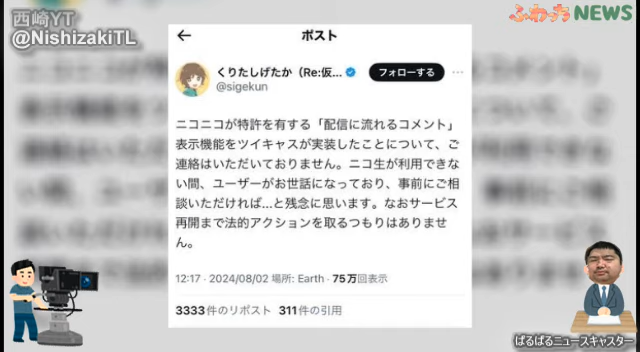 西崎YT
@NishizakiTL
ふわっちNEWS
ポスト
くりたしげたか（Re:仮...
フォローする
@sigekun
ニコニコが特許を有する「配信に流れるコメント」
表示機能をツイキャスが実装したことについて、ご
連絡はいただいておりません。ニコ生が利用できな
い間、ユーザーがお世話になっており、事前にご相
談いただければ...と残念に思います。なおサービス
再開まで法的アクションを取るつもりはありませ
ん。
12:17・2024/08/02 場所: Earth・75万回表示
3333件のリポスト 311件の引用
ぱるぱるニュースキャスター